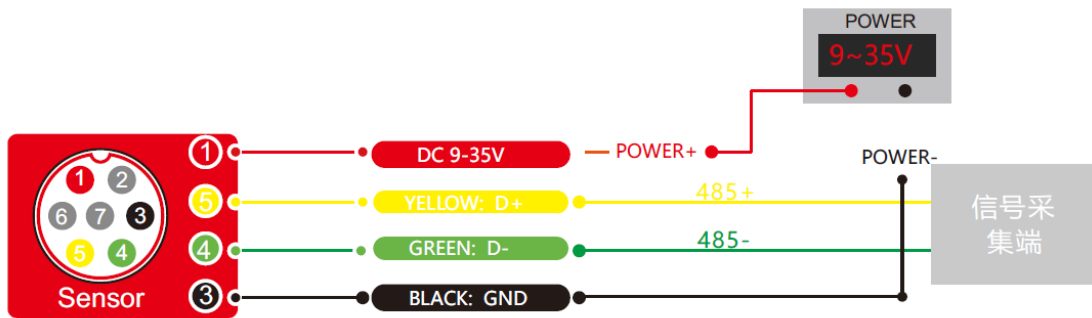 POWER
9~35V
1
DC 9-35V
POWER+
POWER-
1 2
5
YELLOW: D+
485+
6 7 3
信号采
集端
5 4
4
GREEN: D-
485-
Sensor
3
BLACK: GND